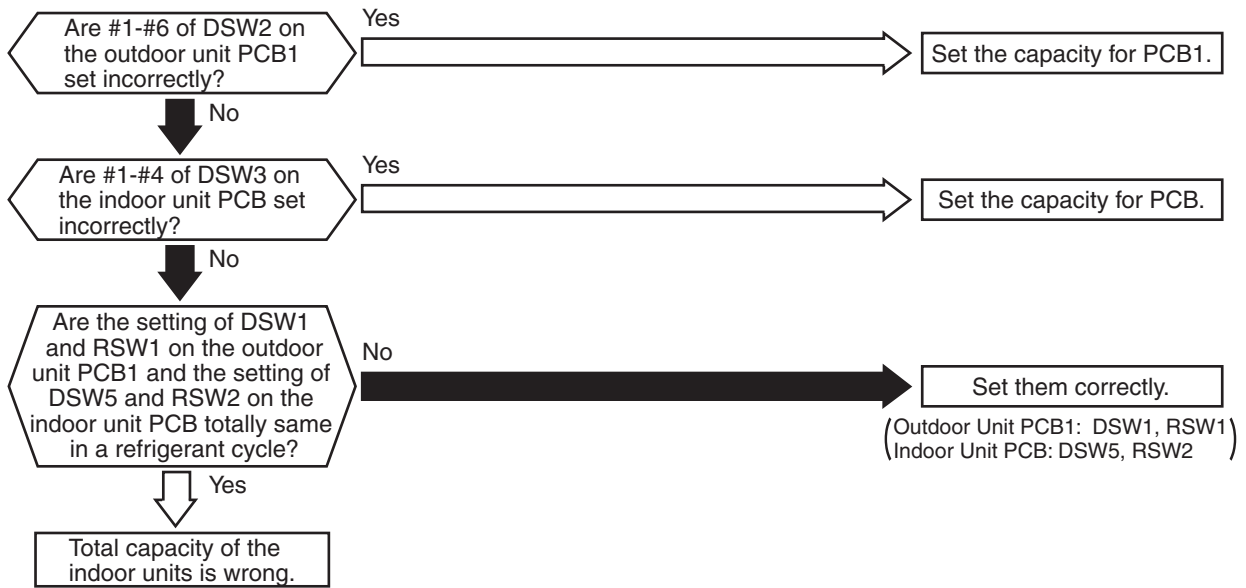 Are #1-#6 of DSW2 on
the outdoor unit PCB1
set incorrectly?
Yes
Set the capacity for PCB1.
No
Are #1-#4 of DSW3 on
the indoor unit PCB set
incorrectly?
Yes
Set the capacity for PCB.
No
Are the setting of DSW1
and RSW1 on the outdoor
unit PCB1 and the setting of
DSW5 and RSW2 on the
indoor unit PCB totally same
in a refrigerant cycle?
No
Set them correctly.
(Outdoor Unit PCB1: DSW1, RSW1
Indoor Unit PCB: DSW5, RSW2)
Yes
Total capacity of the
indoor units is wrong.